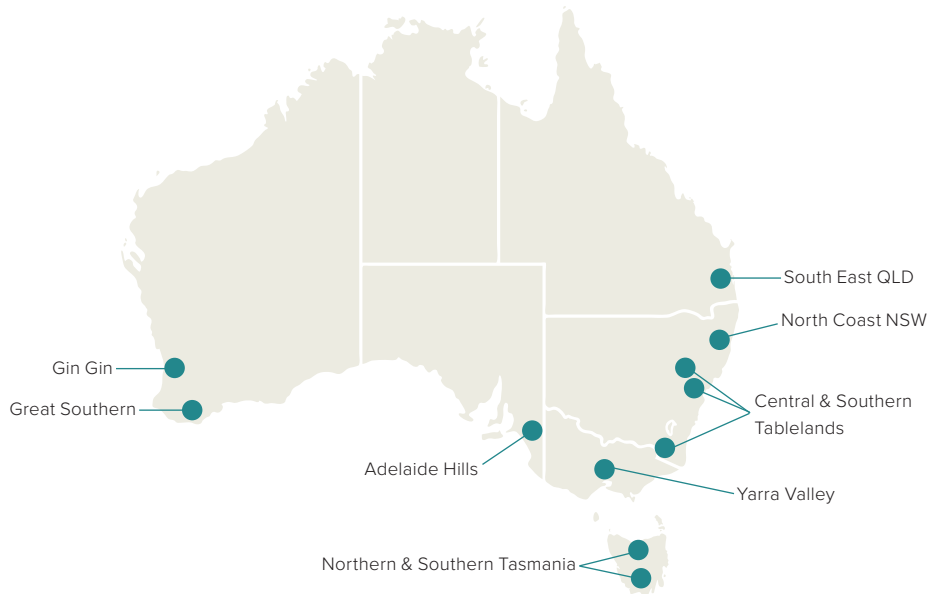 South East QLD
North Coast NSW
Gin Gin
Great Southern
Central & Southern
Tablelands
Adelaide Hills
Yarra Valley
Northern & Southern Tasmania